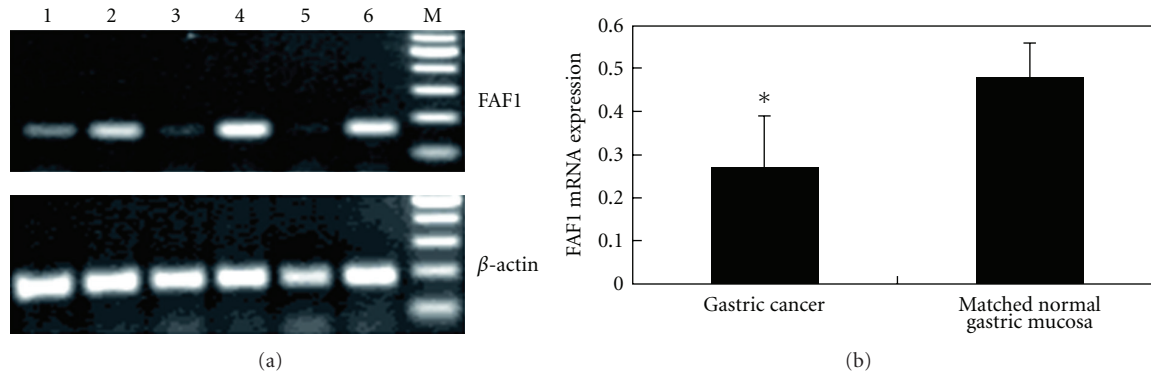 1 2 3 4 5 6 M
FAF1
β-actin
(a)
FAF1 mRNA expression
0.6
0.5
0.4
0.3
0.2
0.1
0
*
Gastric cancer
Matched normal
gastric mucosa
(b)